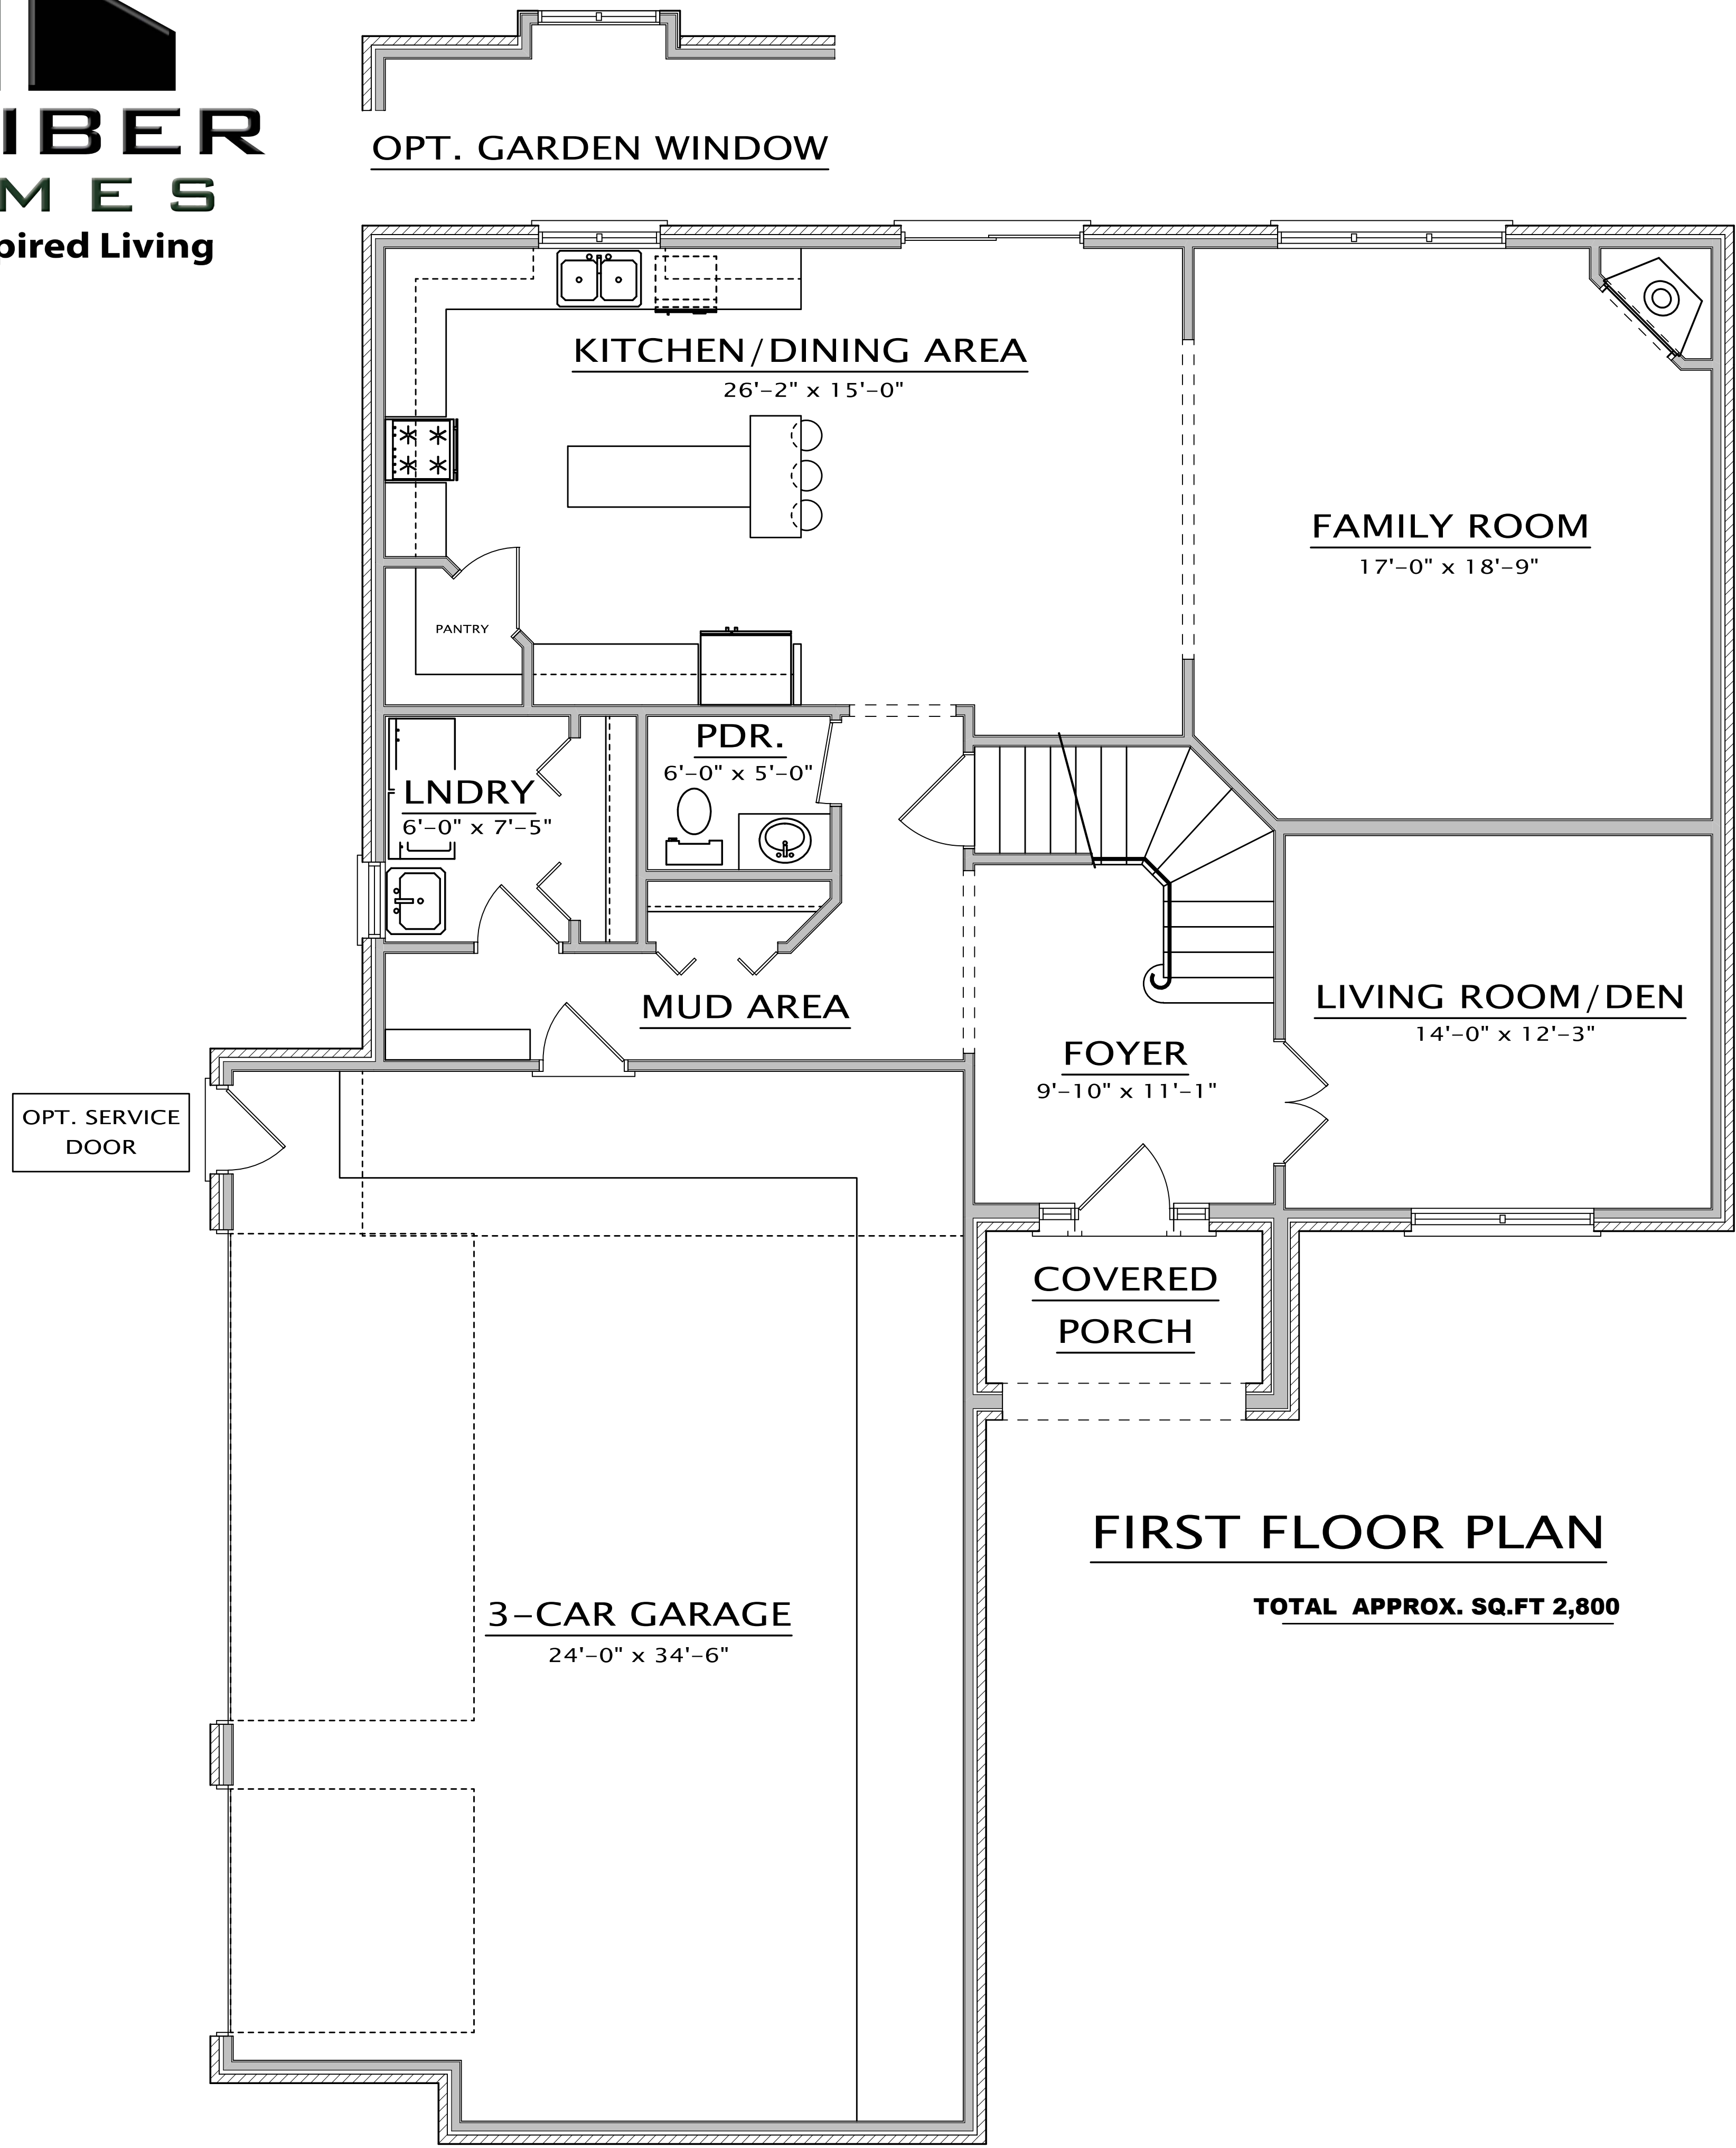 IBER
MES
pired Living
OPT. GARDEN WINDOW
KITCHEN/DINING AREA
26'-2" x 15'-0"
FAMILY ROOM
17'-0" x 18'-9"
PANTRY
PDR.
6'-0" x 5'-0"
LNDRY
6'-0" x 7'-5"
MUD AREA
LIVING ROOM/DEN
14'-0" x 12'-3"
FOYER
9'-10" x 11'-1"
OPT. SERVICE
DOOR
COVERED
PORCH
FIRST FLOOR PLAN
TOTAL APPROX. SQ.FT 2,800
3-CAR GARAGE
24'-0" x 34'-6"